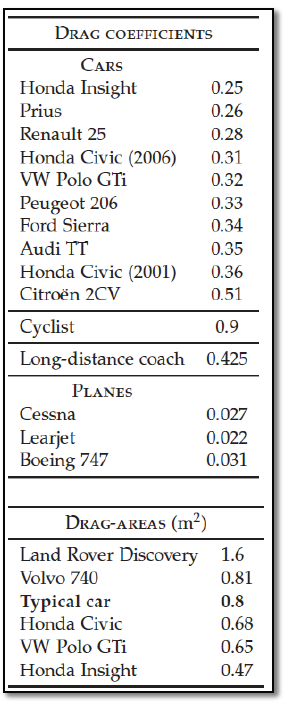 DRAG COEFFICIENTS
CARS
Honda Insight 0.25
Prius 0.26
Renault 25 0.28
Honda Civic (2006) 0.31
VW Polo GTi 0.32
Peugeot 206 0.33
Ford Sierra 0.34
Audi TT 0.35
Honda Civic (2001) 0.36
Citroën 2CV 0.51
Cyclist 0.9
Long-distance coach 0.425
PLANES
Cessna 0.027
Learjet 0.022
Boeing 747 0.031
DRAG-AREAS (m²)
Land Rover Discovery 1.6
Volvo 740 0.81
Typical car 0.8
Honda Civic 0.68
VW Polo GTi 0.65
Honda Insight 0.47